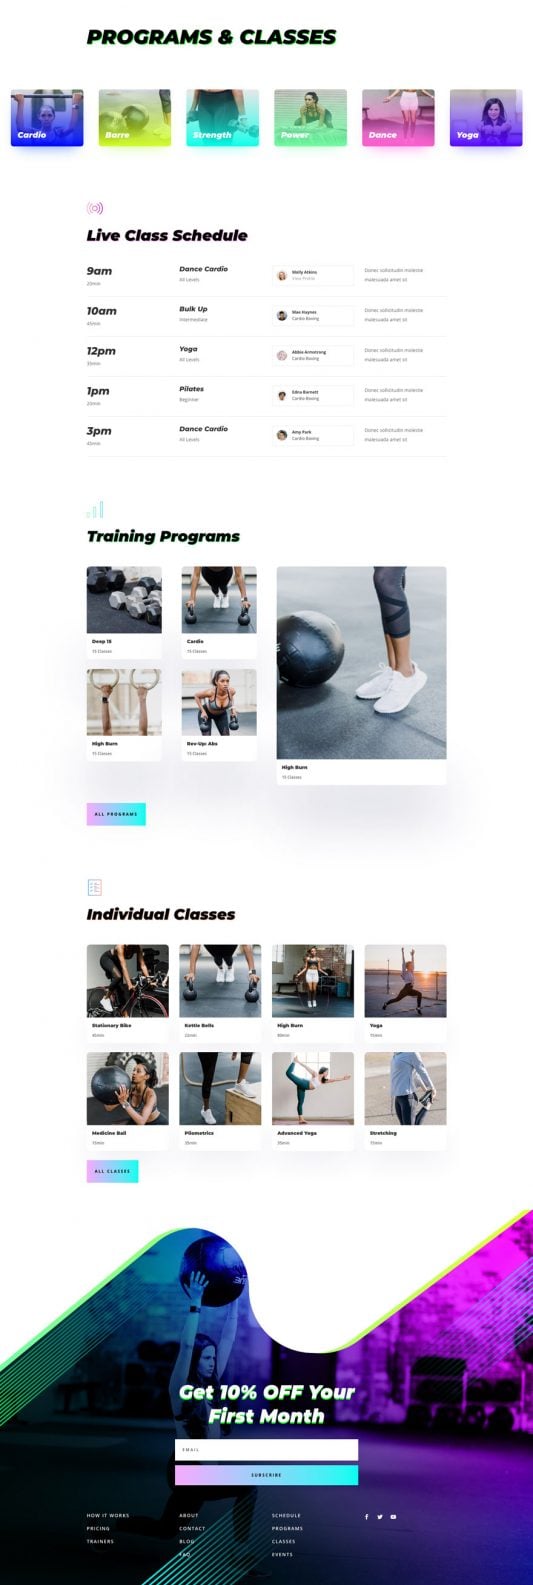 PROGRAMS & CLASSES
Cardio
Barre
Strength
Power
Dance
Yoga
Live Class Schedule
9am
20min
Dance Cardio
All Levels
Molly Atkins
View Profile
Donec sollicitudin molestie
malesuada amet sit
10am
45min
Bulk Up
Intermediate
Mae Haynes
Cardio Boxing
Donec sollicitudin molestie
malesuada amet sit
12pm
35min
Yoga
All Levels
Abbie Armstrong
Cardio Boxing
Donec sollicitudin molestie
malesuada amet sit
1pm
20min
Pilates
Beginner
Edna Barnett
Cardio Boxing
Donec sollicitudin molestie
malesuada amet sit
3pm
45min
Dance Cardio
All Levels
Amy Park
Cardio Boxing
Donec sollicitudin molestie
malesuada amet sit
Training Programs
Deep 15
15 Classes
Cardio
15 Classes
High Burn
15 Classes
Rev-Up: Abs
15 Classes
High Burn
15 Classes
ALL PROGRAMS
Individual Classes
Stationary Bike
45min
Kettle Bells
20min
High Burn
Yoga
15min
Medicine Ball
15min
Pliometrics
35min
Advanced Yoga
35min
Stretching
15min
ALL CLASSES
Get 10% OFF Your
First Month
EMAIL
SUBSCRIBE
HOW IT WORKS
PRICING
TRAINERS
ABOUT
CONTACT
BLOG
FAQ
SCHEDULE
PROGRAMS
CLASSES
EVENTS